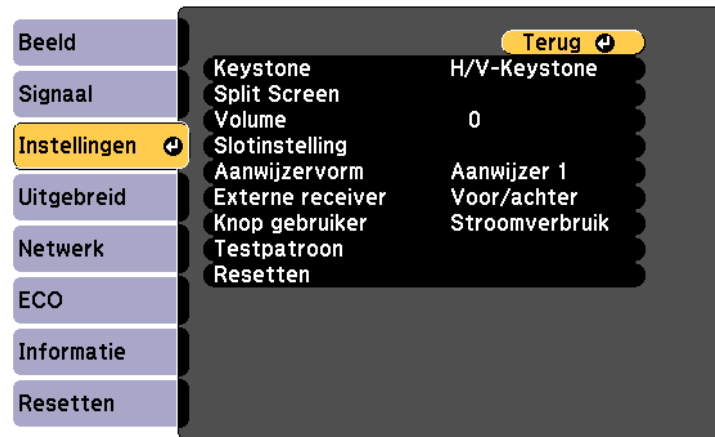 Beeld
Signaal
Instellingen
Uitgebreid
Netwerk
ECO
Informatie
Resetten
Terug
Keystone H/V-Keystone
Split Screen
Volume 0
Slotinstelling
Aanwijzervorm Aanwijzer 1
Externe receiver Voor/achter
Knop gebruiker Stroomverbruik
Testpatroon
Resetten